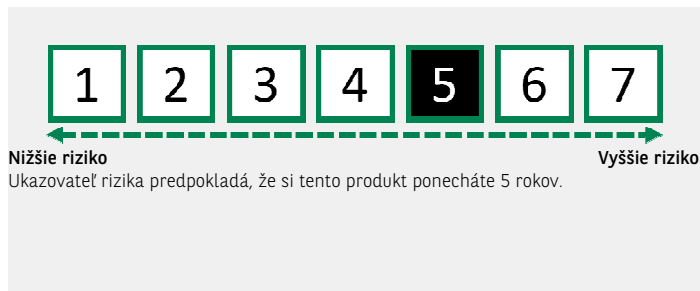 1 2 3 4 5 6 7
Nižšie riziko Vyššie riziko
Ukazovateľ rizika predpokladá, že si tento produkt ponecháte 5 rokov.